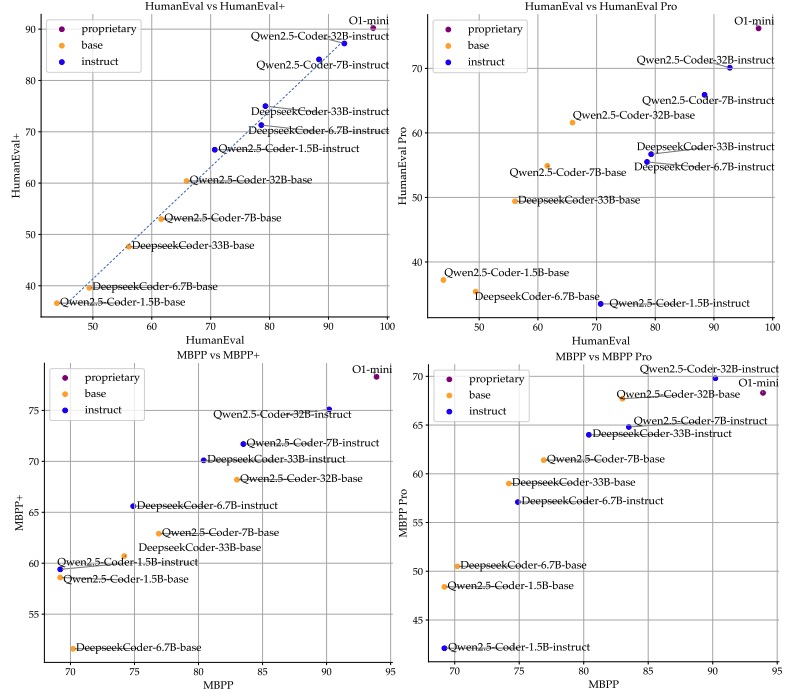 HumanEval vs HumanEval+
proprietary
base
instruct
O1-mini
Qwen2.5-Coder-32B-instruct
Qwen2.5-Coder-7B-instruct
DeepseekCoder-33B-instruct
DeepseekCoder-6.7B-instruct
Qwen2.5-Coder-1.5B-instruct
Qwen2.5-Coder-32B-base
Qwen2.5-Coder-7B-base
DeepseekCoder-33B-base
DeepseekCoder-6.7B-base
Qwen2.5-Coder-1.5B-base
90
80
70
60
50
40
HumanEval+
50 60 70 80 90 100
HumanEval
HumanEval vs HumanEval Pro
proprietary
base
instruct
O1-mini
Qwen2.5-Coder-32B-instruct
Qwen2.5-Coder-7B-instruct
Qwen2.5-Coder-32B-base
DeepseekCoder-33B-instruct
DeepseekCoder-6.7B-instruct
Qwen2.5-Coder-7B-base
DeepseekCoder-33B-base
Qwen2.5-Coder-1.5B-base
DeepseekCoder-6.7B-base
Qwen2.5-Coder-1.5B-instruct
70
60
50
40
HumanEval Pro
50 60 70 80 90 100
HumanEval
MBPP vs MBPP+
proprietary
base
instruct
O1-mini
Qwen2.5-Coder-32B-instruct
Qwen2.5-Coder-7B-instruct
DeepseekCoder-33B-instruct
Qwen2.5-Coder-32B-base
DeepseekCoder-6.7B-instruct
Qwen2.5-Coder-7B-base
DeepseekCoder-33B-base
Qwen2.5-Coder-1.5B-instruct
Qwen2.5-Coder-1.5B-base
DeepseekCoder-6.7B-base
75
70
65
60
55
MBPP+
70 75 80 85 90 95
MBPP
MBPP vs MBPP Pro
proprietary
base
instruct
Qwen2.5-Coder-32B-instruct
O1-mini
Qwen2.5-Coder-32B-base
Qwen2.5-Coder-7B-instruct
DeepseekCoder-33B-instruct
Qwen2.5-Coder-7B-base
DeepseekCoder-33B-base
DeepseekCoder-6.7B-instruct
DeepseekCoder-6.7B-base
Qwen2.5-Coder-1.5B-base
Qwen2.5-Coder-1.5B-instruct
70
65
60
55
50
45
MBPP Pro
70 75 80 85 90 95
MBPP